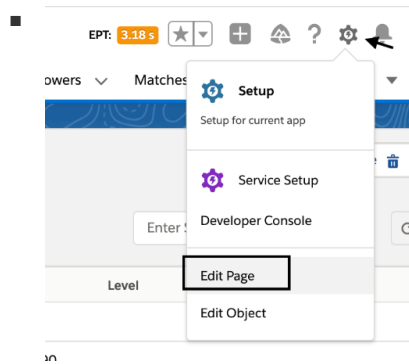 EPT: 3.18 s
owers Matches
Setup
Setup for current app
Service Setup
Enter
Developer Console
Level
Edit Page
Edit Object